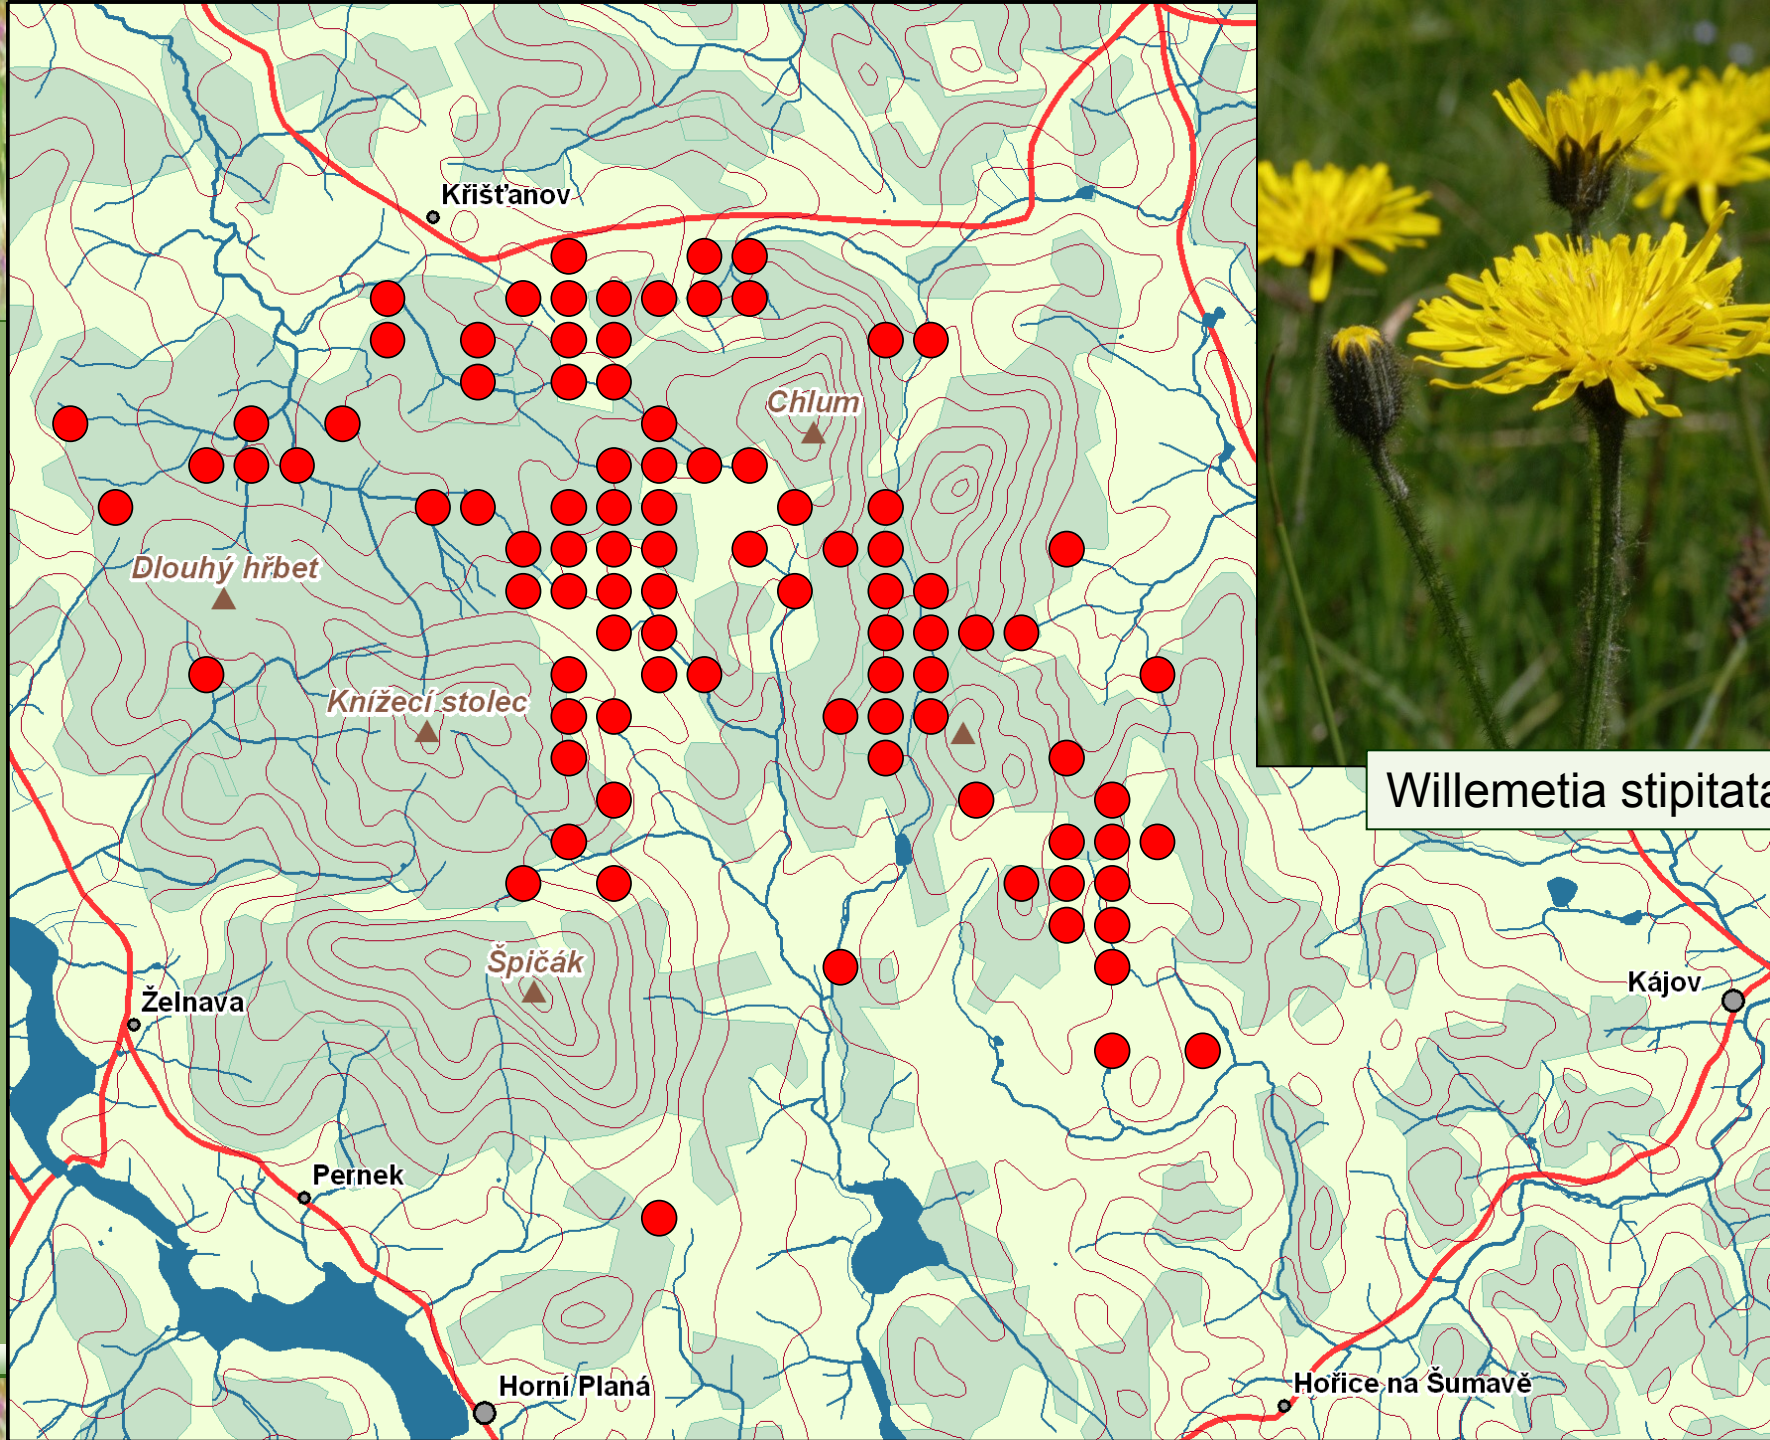 Křišťanov
Chlum
Dlouhý hřbet
Knížecí stolec
Willemetia stipitata
Špičák
Želnava
Kájov
Pernek
Horní Planá
Hořice na Šumavě